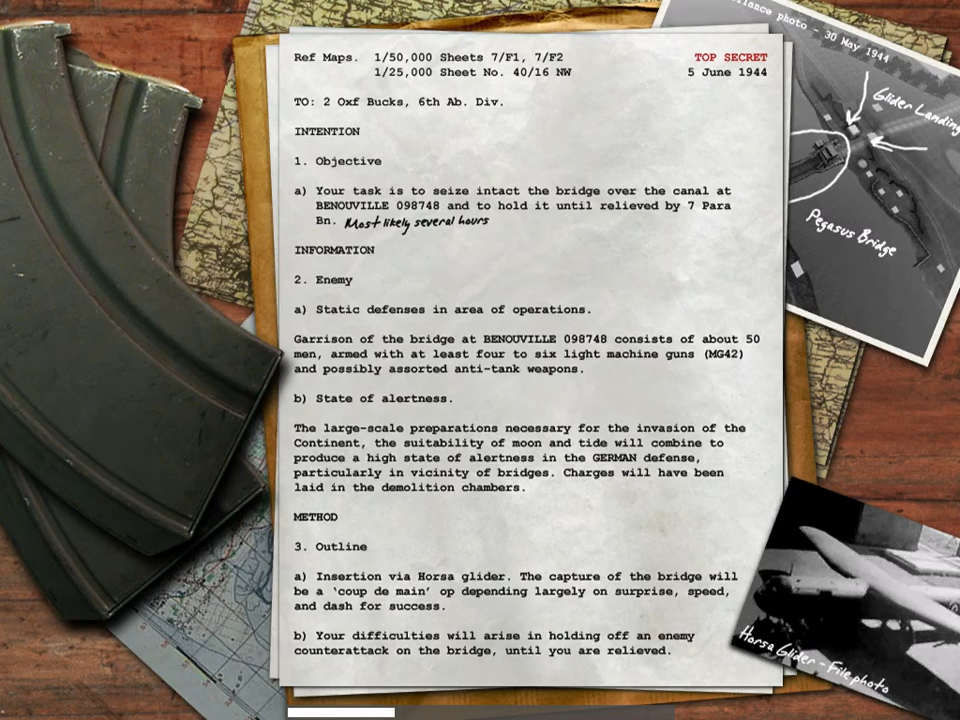 Ref Maps. 1/50,000 Sheets 7/F1, 7/F2 TOP SECRET
1/25,000 Sheet No. 40/16 NW 5 June 1944
TO: 2 Oxf Bucks, 6th Ab. Div.
INTENTION
1. Objective
a) Your task is to seize intact the bridge over the canal at
BENOUVILLE 098748 and to hold it until relieved by 7 Para
Bn. Most likely several hours
INFORMATION
2. Enemy
a) Static defenses in area of operations.
Garrison of the bridge at BENOUVILLE 098748 consists of about 50
men, armed with at least four to six light machine guns (MG42)
and possibly assorted anti-tank weapons.
b) State of alertness.
The large-scale preparations necessary for the invasion of the
Continent, the suitability of moon and tide will combine to
produce a high state of alertness in the GERMAN defense,
particularly in vicinity of bridges. Charges will have been
laid in the demolition chambers.
METHOD
3. Outline
a) Insertion via Horsa glider. The capture of the bridge will
be a 'coup de main' op depending largely on surprise, speed,
and dash for success.
b) Your difficulties will arise in holding off an enemy
counterattack on the bridge, until you are relieved.
photo - 30 May 1944
Glider Landing
Pegasus Bridge
Horsa Glider - File photo